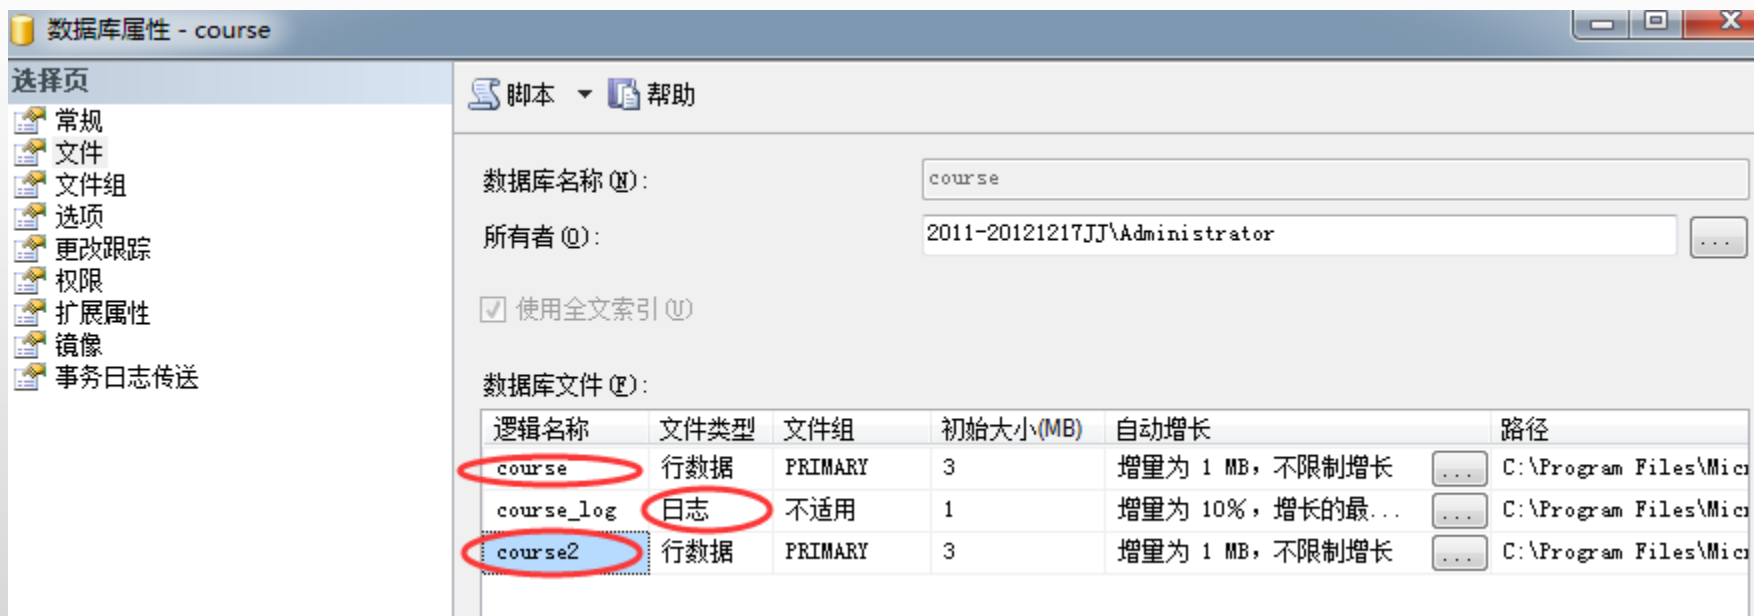 数据库属性 - course
选择页
常规
文件
文件组
选项
更改跟踪
权限
扩展属性
镜像
事务日志传送
脚本 帮助
数据库名称(N): course
所有者(O): 2011-20121217JJ\Administrator ...
使用全文索引(U)
数据库文件(F):
逻辑名称 文件类型 文件组 初始大小(MB) 自动增长 路径
course 行数据 PRIMARY 3 增量为 1 MB，不限制增长 ... C:\Program Files\Micr
course_log 日志 不适用 1 增量为 10%，增长的最... ... C:\Program Files\Micr
course2 行数据 PRIMARY 3 增量为 1 MB，不限制增长 ... C:\Program Files\Micr